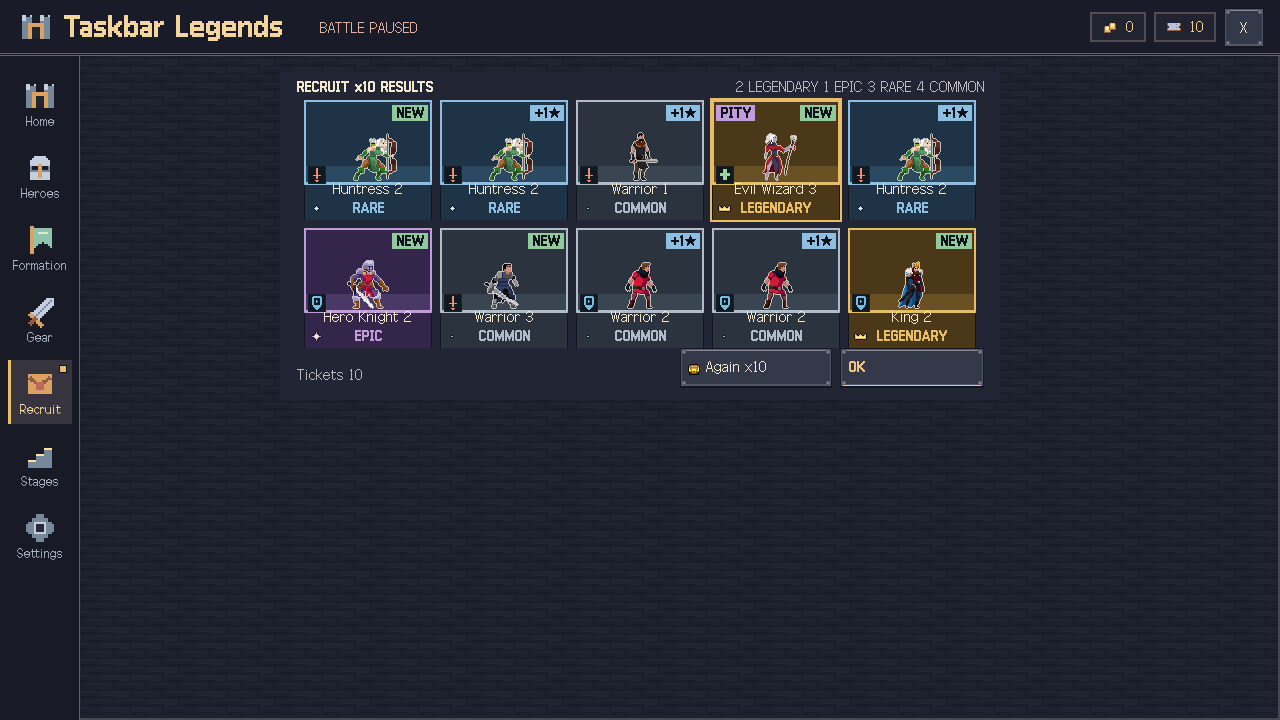 Taskbar Legends
BATTLE PAUSED
0
10
X
Home
Heroes
Formation
Gear
Recruit
Stages
Settings
RECRUIT x10 RESULTS
2 LEGENDARY 1 EPIC 3 RARE 4 COMMON
NEW
Huntress 2
RARE
+1★
Huntress 2
RARE
+1★
Warrior 1
COMMON
PITY
NEW
Evil Wizard 3
LEGENDARY
+1★
Huntress 2
RARE
NEW
Hero Knight 2
EPIC
NEW
Warrior 3
COMMON
+1★
Warrior 2
COMMON
+1★
Warrior 2
COMMON
NEW
King 2
LEGENDARY
Tickets 10
Again x10
OK